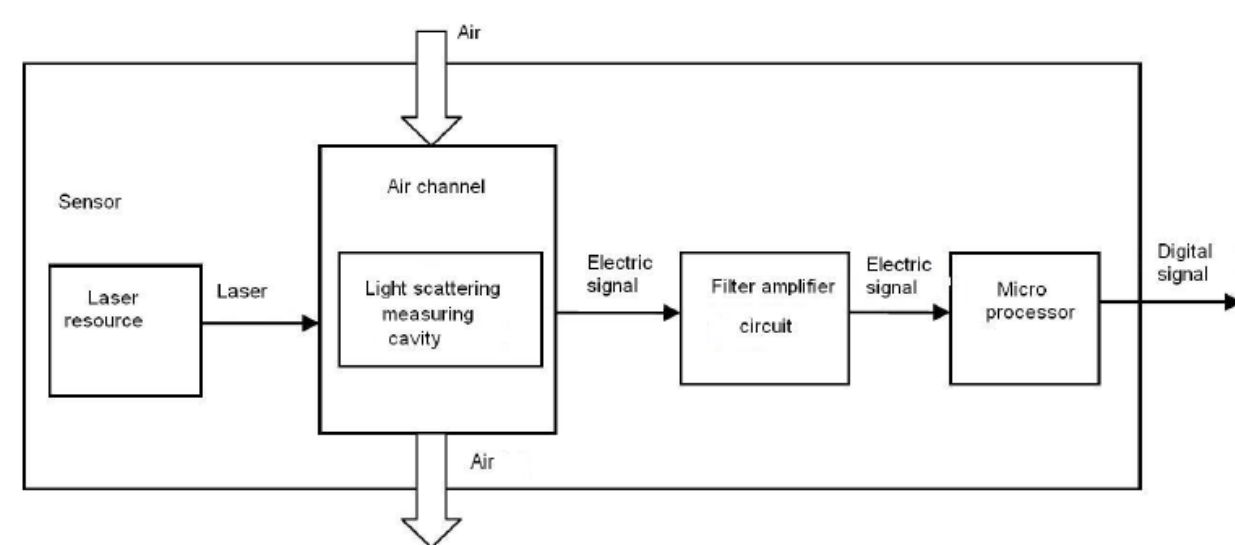 Air
Air channel
Sensor
Laser
resource
Laser
Light scattering
measuring
cavity
Electric
signal
Filter amplifier
circuit
Electric
signal
Micro
processor
Digital
signal
Air